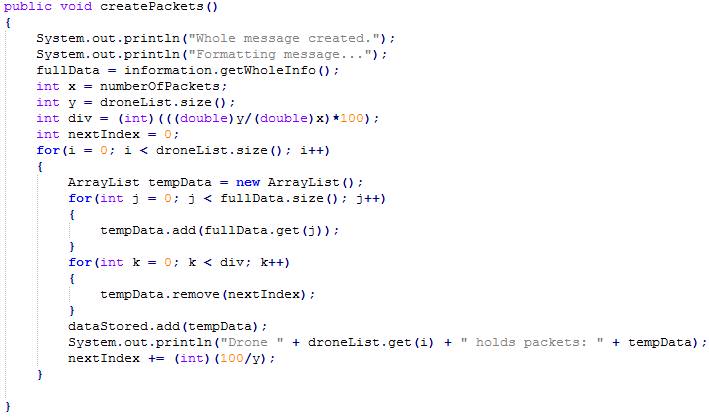 public void createPackets()
{
    System.out.println("Whole message created.");
    System.out.println("Formatting message...");
    fullData = information.getWholeInfo();
    int x = numberOfPackets;
    int y = droneList.size();
    int div = (int)(((double)y/(double)x)*100);
    int nextIndex = 0;
    for(i = 0; i < droneList.size(); i++)
    {
        ArrayList tempData = new ArrayList();
        for(int j = 0; j < fullData.size(); j++)
        {
            tempData.add(fullData.get(j));
        }
        for(int k = 0; k < div; k++)
        {
            tempData.remove(nextIndex);
        }
        dataStored.add(tempData);
        System.out.println("Drone " + droneList.get(i) + " holds packets: " + tempData);
        nextIndex += (int)(100/y);
    }
}